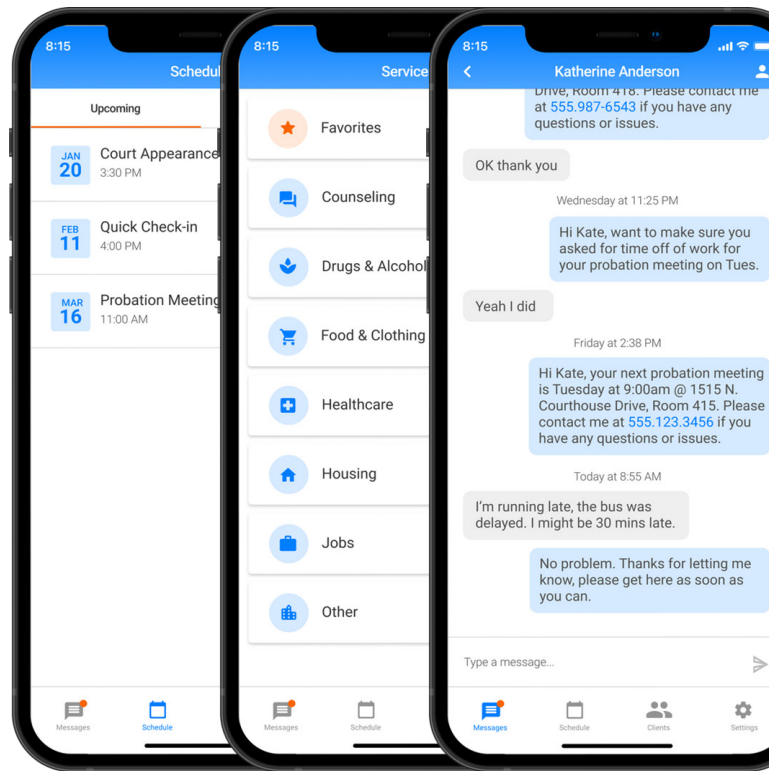 8:15
Schedul
Upcoming
JAN
20
Court Appearance
3:30 PM
FEB
11
Quick Check-in
4:00 PM
MAR
16
Probation Meeting
11:00 AM
Messages
Schedule
8:15
Service
Favorites
Counseling
Drugs & Alcohol
Food & Clothing
Healthcare
Housing
Jobs
Other
Messages
Schedule
8:15
Katherine Anderson
Drive, Room 418. Please contact me
at 555.987-6543 if you have any
questions or issues.
OK thank you
Wednesday at 11:25 PM
Hi Kate, want to make sure you
asked for time off of work for
your probation meeting on Tues.
Yeah I did
Friday at 2:38 PM
Hi Kate, your next probation meeting
is Tuesday at 9:00am @ 1515 N.
Courthouse Drive, Room 415. Please
contact me at 555.123.3456 if you
have any questions or issues.
Today at 8:55 AM
I'm running late, the bus was
delayed. I might be 30 mins late.
No problem. Thanks for letting me
know, please get here as soon as
you can.
Type a message...
Messages
Schedule
Clients
Settings